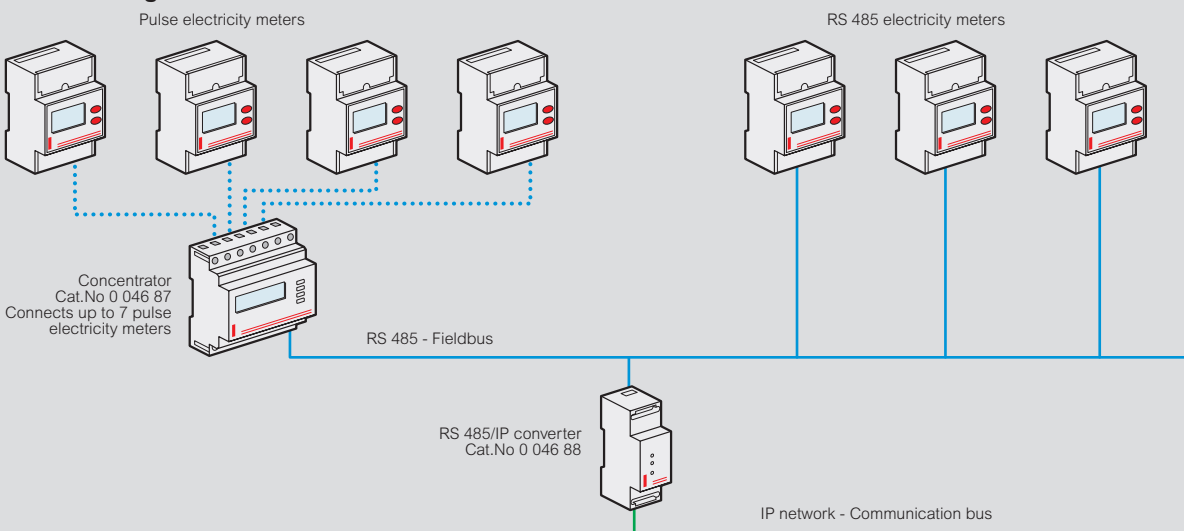 Pulse electricity meters
RS 485 electricity meters
Concentrator
Cat.No 0 046 87
Connects up to 7 pulse
electricity meters
RS 485 - Fieldbus
RS 485/IP converter
Cat.No 0 046 88
IP network - Communication bus